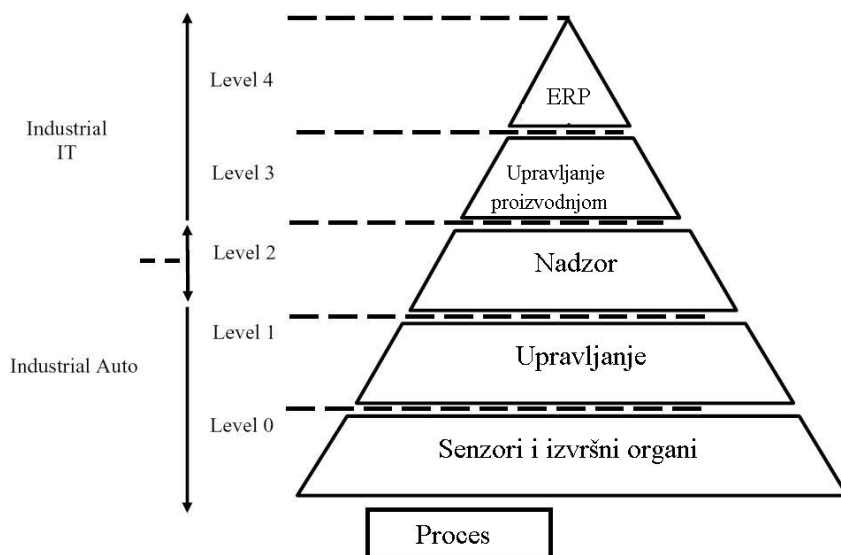 Level 4
ERP
Industrial
IT
Level 3
Upravljanje
proizvodnjom
Level 2
Nadzor
Level 1
Upravljanje
Industrial Auto
Level 0
Senzori i izvršni organi
Proces